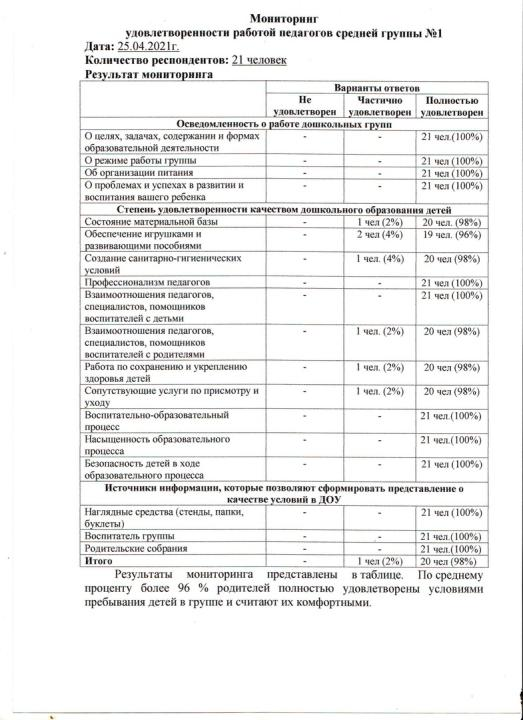 Мониторинг
удовлетворенности работой педагогов средней группы №1
Дата: 25.04.2021г.
Количество респондентов: 21 человек
Результат мониторинга
Варианты ответов
Не удовлетворен Частично удовлетворен Полностью удовлетворен
Осведомленность о работе дошкольных групп
О целях, задачах, содержании и формах
образовательной деятельности - - 21 чел.(100%)
О режиме работы группы - - 21 чел (100%)
Об организации питания - - 21 чел (100%)
О проблемах и успехах в развитии и
воспитания вашего ребенка - - 21 чел (100%)
Степень удовлетворенности качеством дошкольного образования детей
Состояние материальной базы - 1 чел (2%) 20 чел. (98%)
Обеспечение игрушками и
развивающими пособиями - 2 чел (4%) 19 чел. (96%)
Создание санитарно-гигиенических
условий - 1 чел. (4%) 20 чел (98%)
Профессионализм педагогов - - 21 чел (100%)
Взаимоотношения педагогов,
специалистов, помощников
воспитателей с детьми - - 21 чел (100%)
Взаимоотношения педагогов,
специалистов, помощников
воспитателей с родителями - 1 чел. (2%) 20 чел (98%)
Работа по сохранению и укреплению
здоровья детей - 1 чел. (2%) 20 чел (98%)
Сопутствующие услуги по присмотру и
уходу - 1 чел. (2%) 20 чел (98%)
Воспитательно-образовательный
процесс - - 21 чел.(100%)
Насыщенность образовательного
процесса - - 21 чел.(100%)
Безопасность детей в ходе
образовательного процесса - - 21 чел (100%)
Источники информации, которые позволяют сформировать представление о
качестве условий в ДОУ
Наглядные средства (стенды, папки,
буклеты) - - 21 чел (100%)
Воспитатель группы - - 21 чел.(100%)
Родительские собрания - - 21 чел.(100%)
Итого - 1 чел (2%) 20 чел (98%)
Результаты мониторинга представлены в таблице. По среднему
проценту более 96 % родителей полностью удовлетворены условиями
пребывания детей в группе и считают их комфортными.